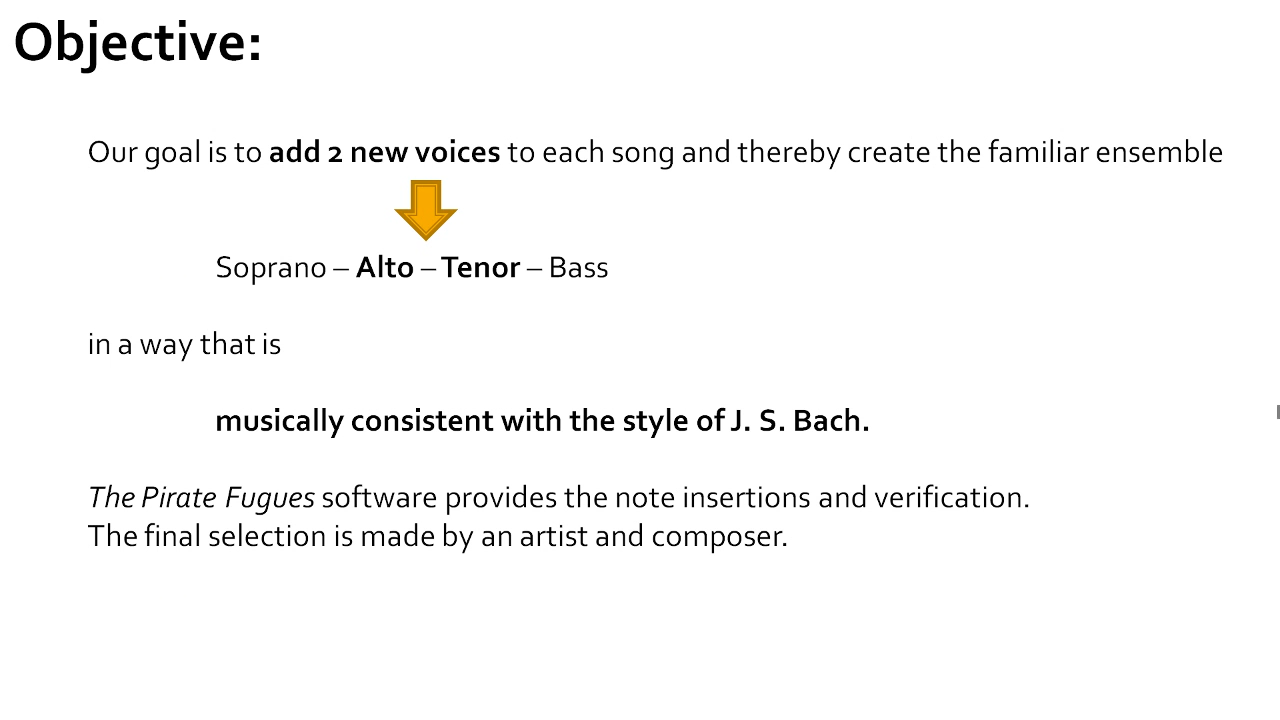 Objective:
Our goal is to add 2 new voices to each song and thereby create the familiar ensemble
Soprano – Alto – Tenor – Bass
in a way that is
musically consistent with the style of J. S. Bach.
The Pirate Fugues software provides the note insertions and verification.
The final selection is made by an artist and composer.